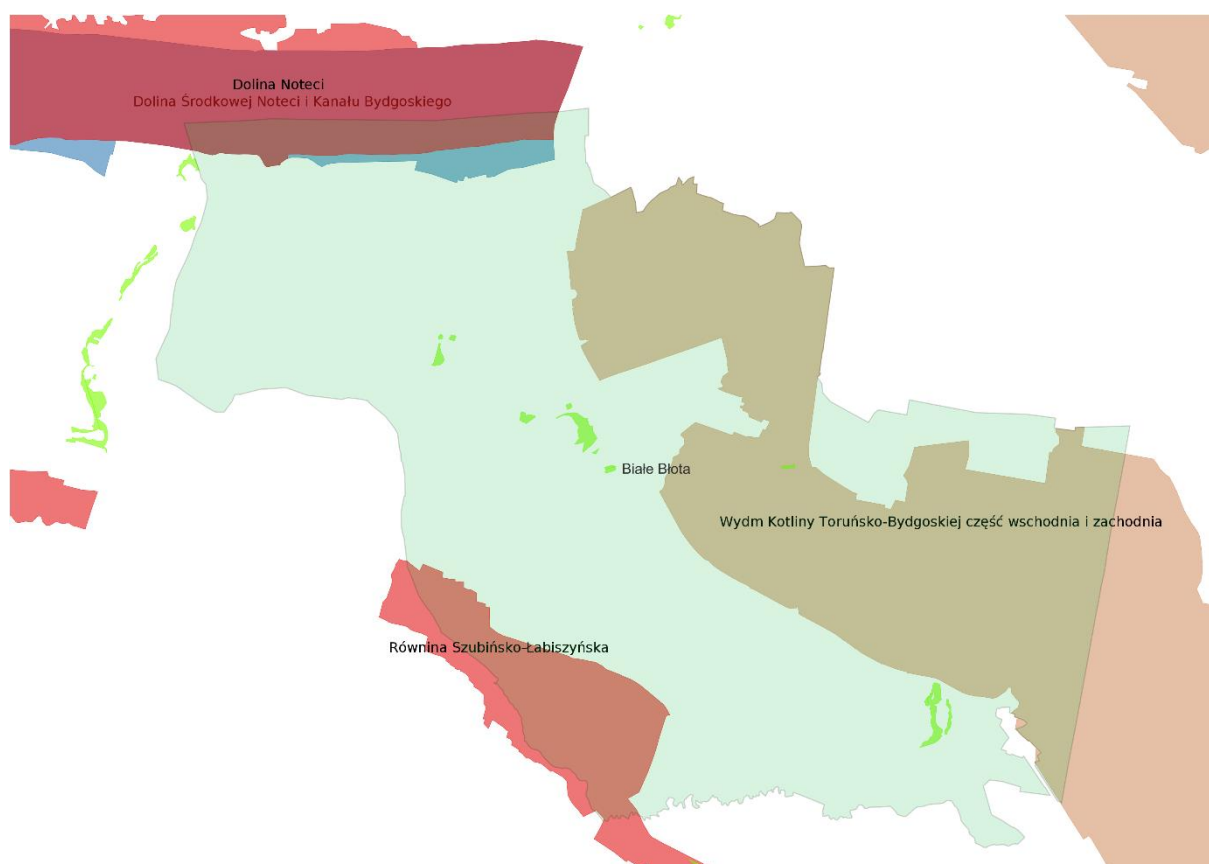 Dolina Noteci
Dolina Środkowej Noteci i Kanału Bydgoskiego
Białe Błota
Wydm Kotliny Toruńsko-Bydgoskiej część wschodnia i zachodnia
Równina Szubińsko-Łabiszyńska